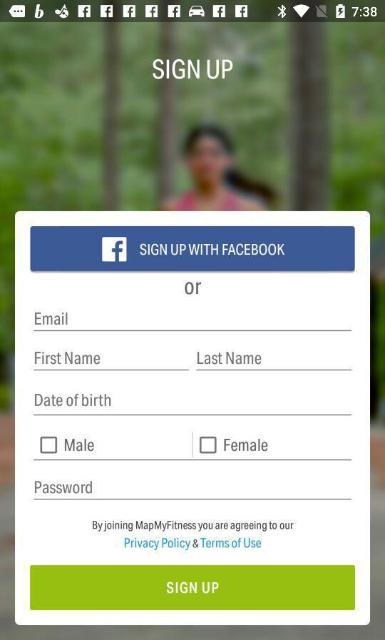 7:38
SIGN UP
SIGN UP WITH FACEBOOK
or
Email
First Name Last Name
Date of birth
Male Female
Password
By joining MapMyFitness you are agreeing to our
Privacy Policy & Terms of Use
SIGN UP